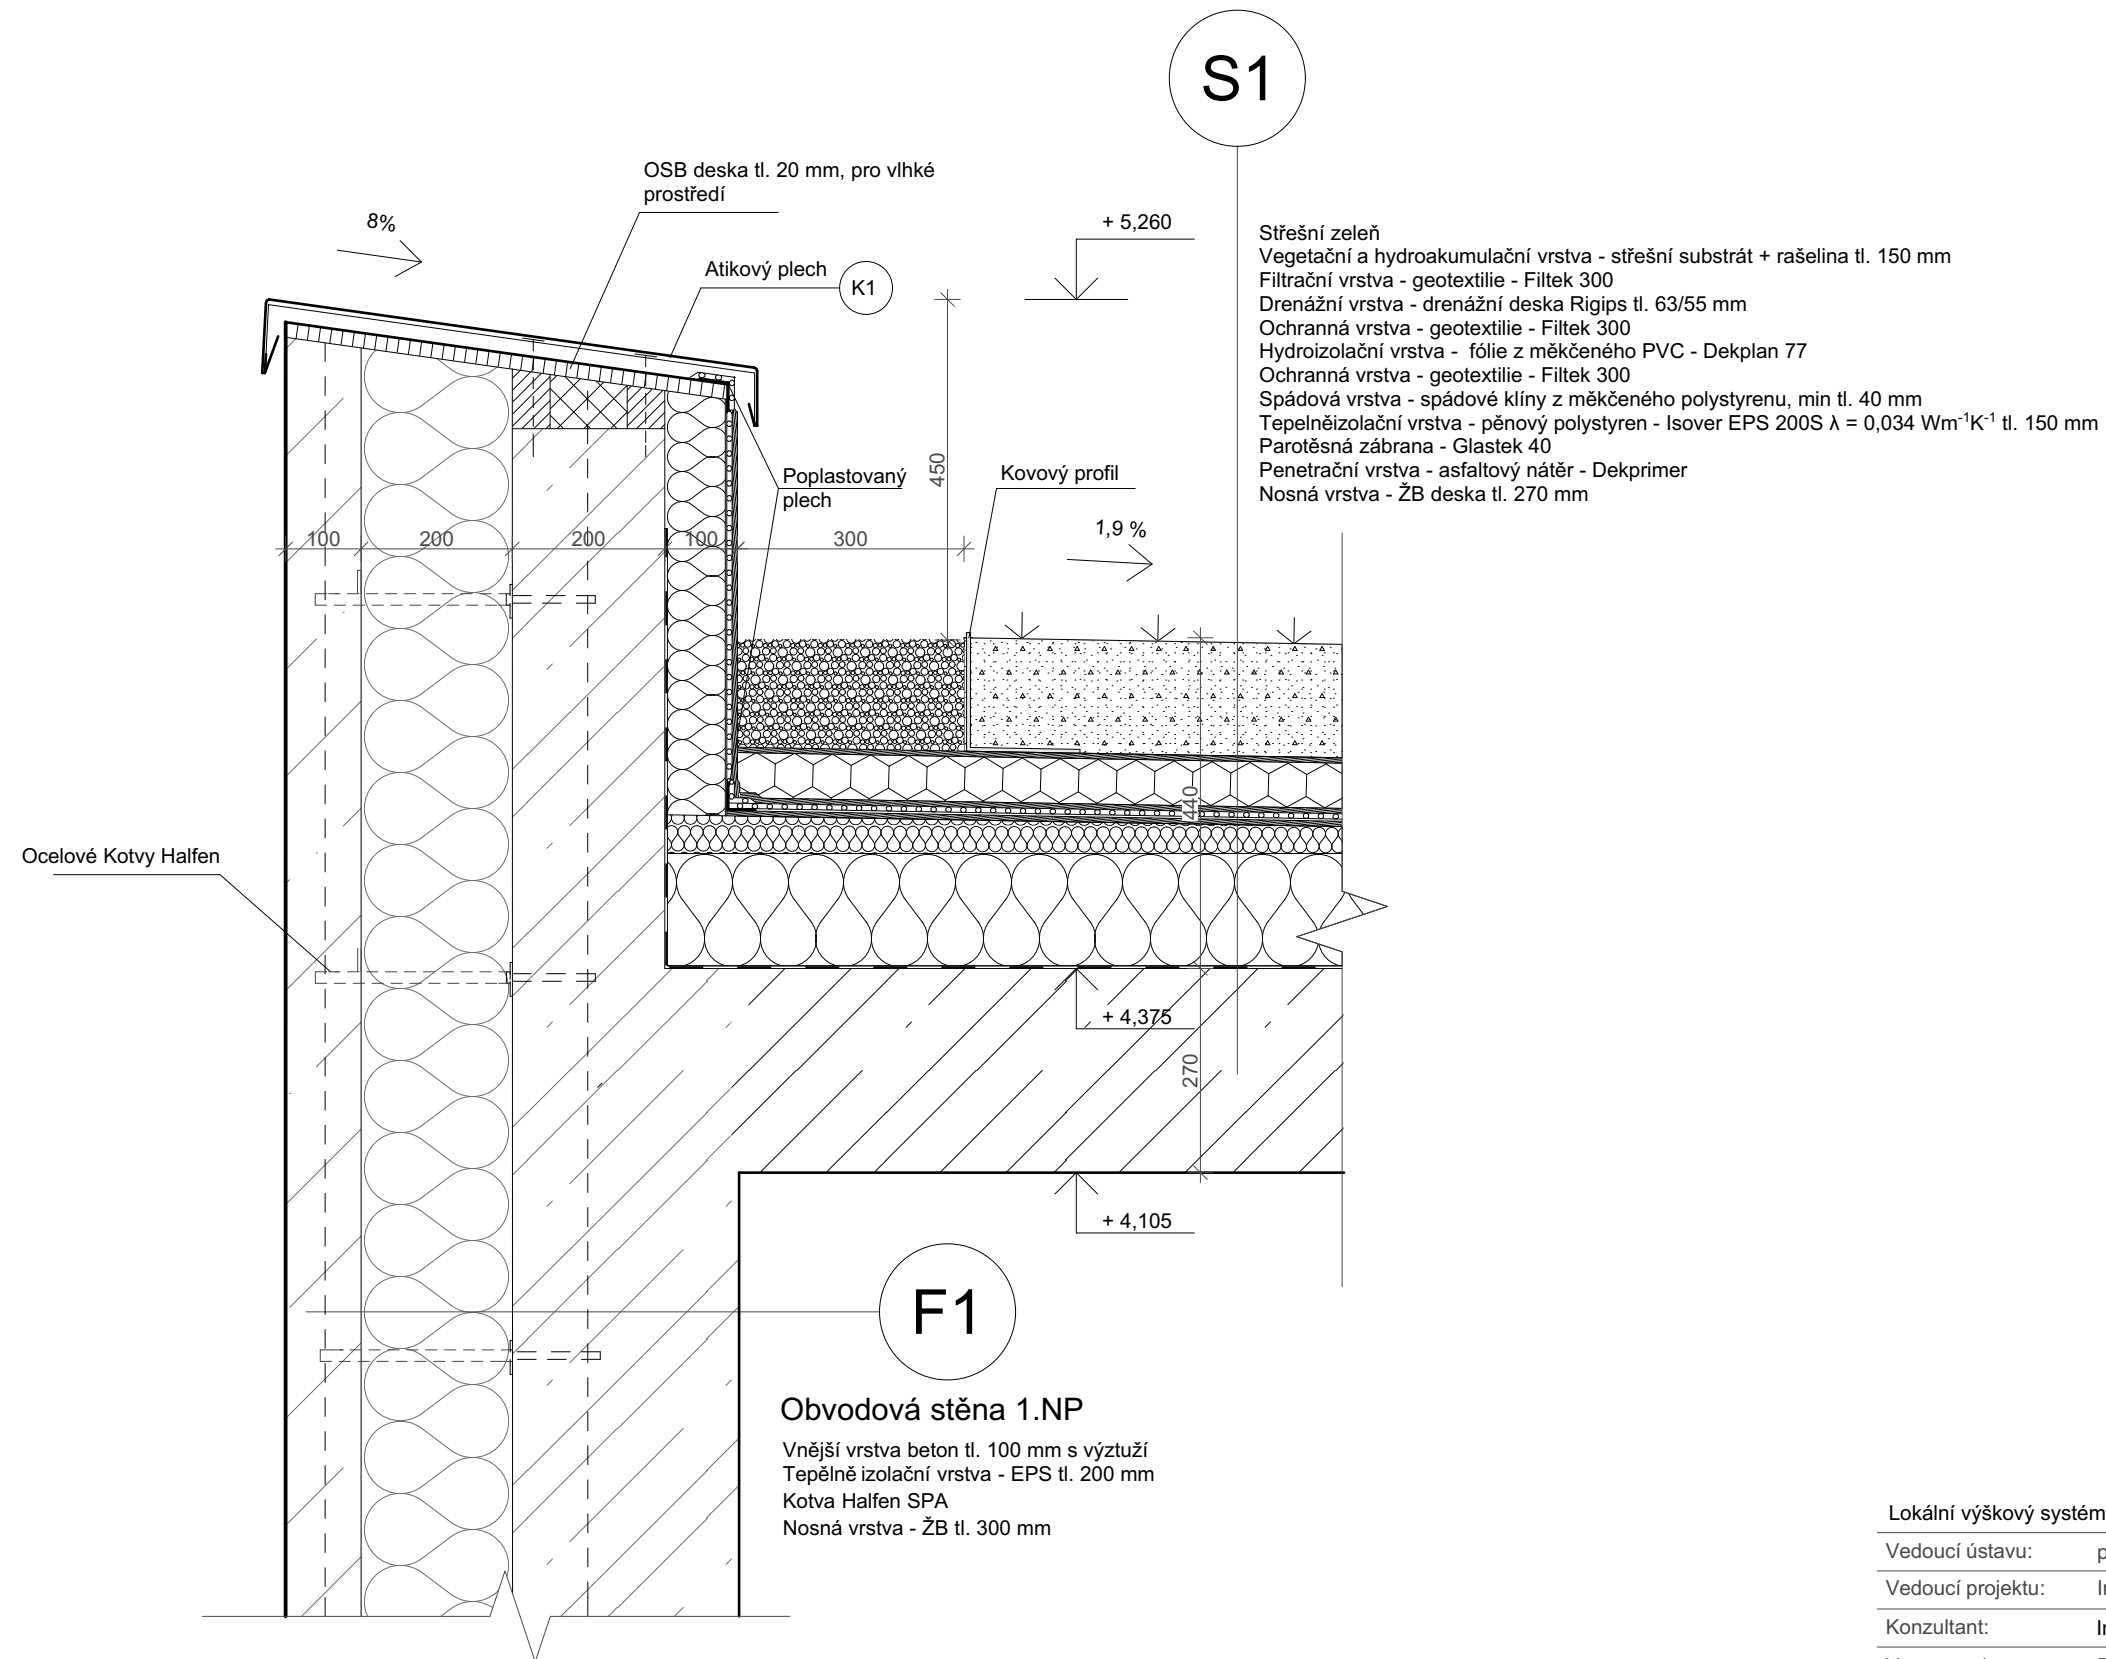 S1
OSB deska tl. 20 mm, pro vlhké
prostředí
8%
+ 5,260
Atikový plech
K1
Střešní zeleň
Vegetační a hydroakumulační vrstva - střešní substrát + rašelina tl. 150 mm
Filtrační vrstva - geotextilie - Filtek 300
Drenážní vrstva - drenážní deska Rigips tl. 63/55 mm
Ochranná vrstva - geotextilie - Filtek 300
Hydroizolační vrstva - fólie z měkčeného PVC - Dekplan 77
Ochranná vrstva - geotextilie - Filtek 300
Spádová vrstva - spádové klíny z měkčeného polystyrenu, min tl. 40 mm
Tepelněizolační vrstva - pěnový polystyren - Isover EPS 200S λ = 0,034 Wm⁻¹K⁻¹ tl. 150 mm
Parotěsná zábrana - Glastek 40
Penetrační vrstva - asfaltový nátěr - Dekprimer
Nosná vrstva - ŽB deska tl. 270 mm
450
Poplastovaný
plech
Kovový profil
1,9 %
100
200
200
100
300
440
Ocelové Kotvy Halfen
+ 4,375
270
+ 4,105
F1
Obvodová stěna 1.NP
Vnější vrstva beton tl. 100 mm s výztuží
Tepělně izolační vrstva - EPS tl. 200 mm
Kotva Halfen SPA
Nosná vrstva - ŽB tl. 300 mm
Lokální výškový systém
Vedoucí ústavu:
Vedoucí projektu:
Konzultant: